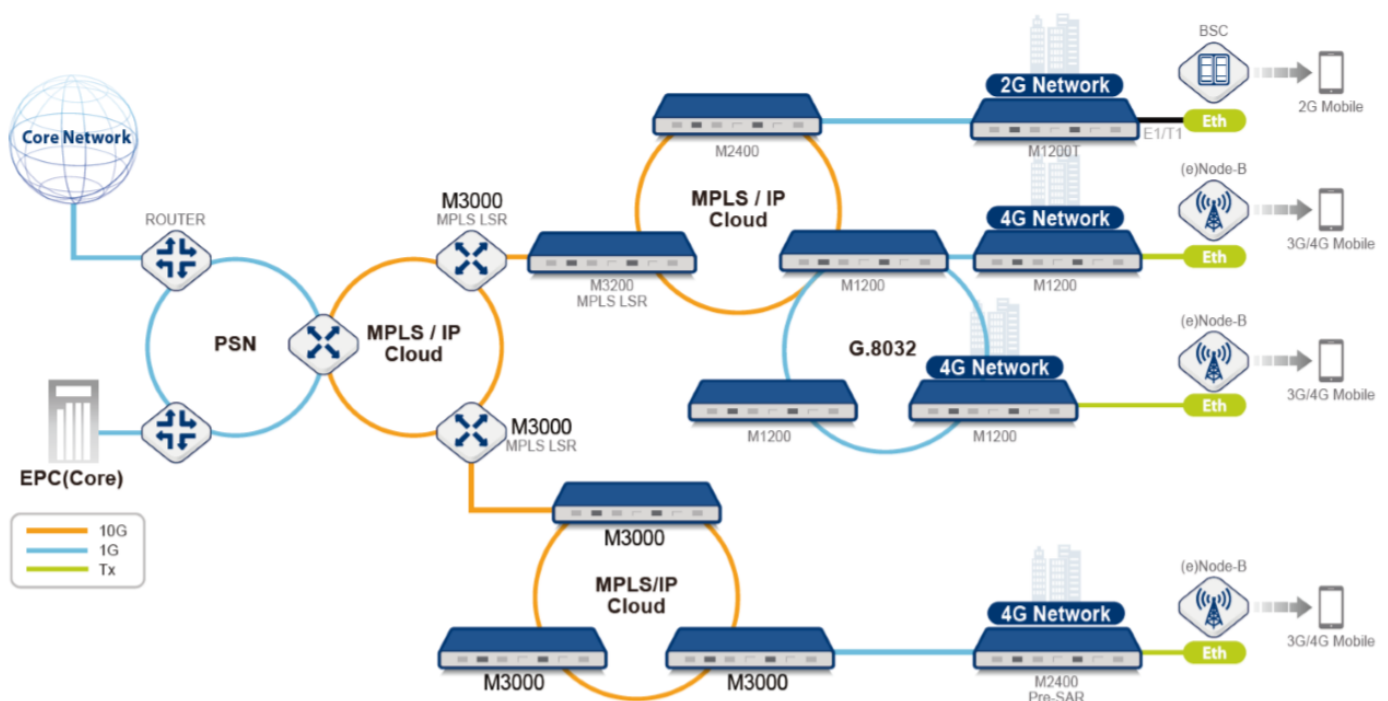 BSC
2G Network
2G Mobile
Core Network
Eth
E1/T1
M2400
M1200T
(e)Node-B
M3000
MPLS LSR
MPLS / IP
Cloud
4G Network
ROUTER
3G/4G Mobile
Eth
M3200
MPLS LSR
M1200
M1200
(e)Node-B
PSN
MPLS / IP
Cloud
G.8032
4G Network
3G/4G Mobile
Eth
M3000
MPLS LSR
M1200
M1200
EPC(Core)
10G
1G
Tx
M3000
MPLS/IP
Cloud
(e)Node-B
4G Network
3G/4G Mobile
Eth
M3000
M3000
M2400
Pre-SAR